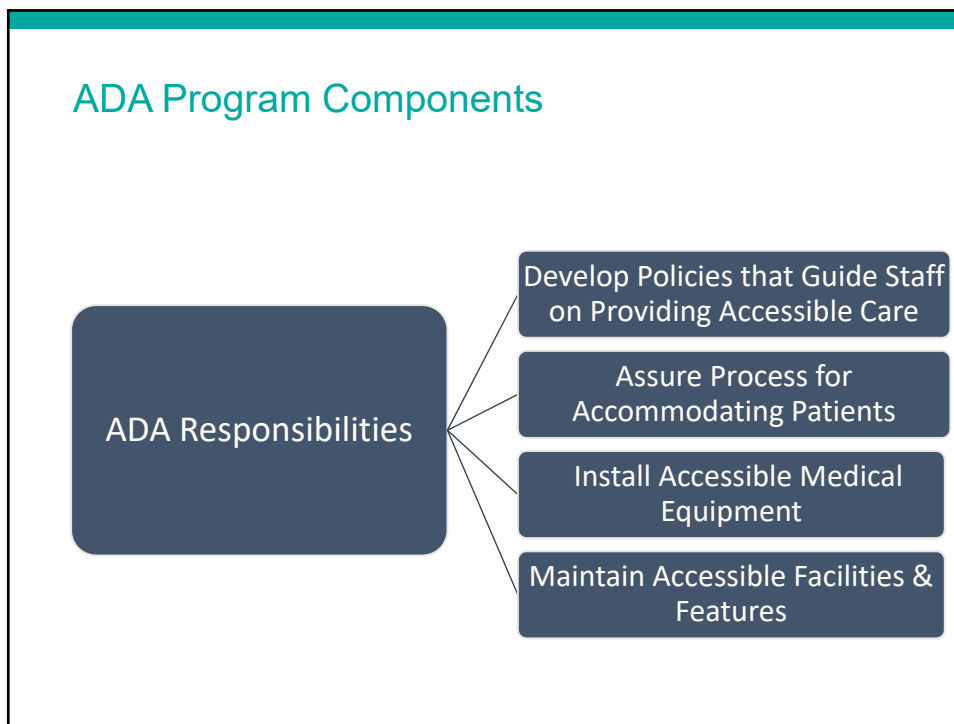 ADA Program Components
ADA Responsibilities
Develop Policies that Guide Staff
on Providing Accessible Care
Assure Process for
Accommodating Patients
Install Accessible Medical
Equipment
Maintain Accessible Facilities &
Features